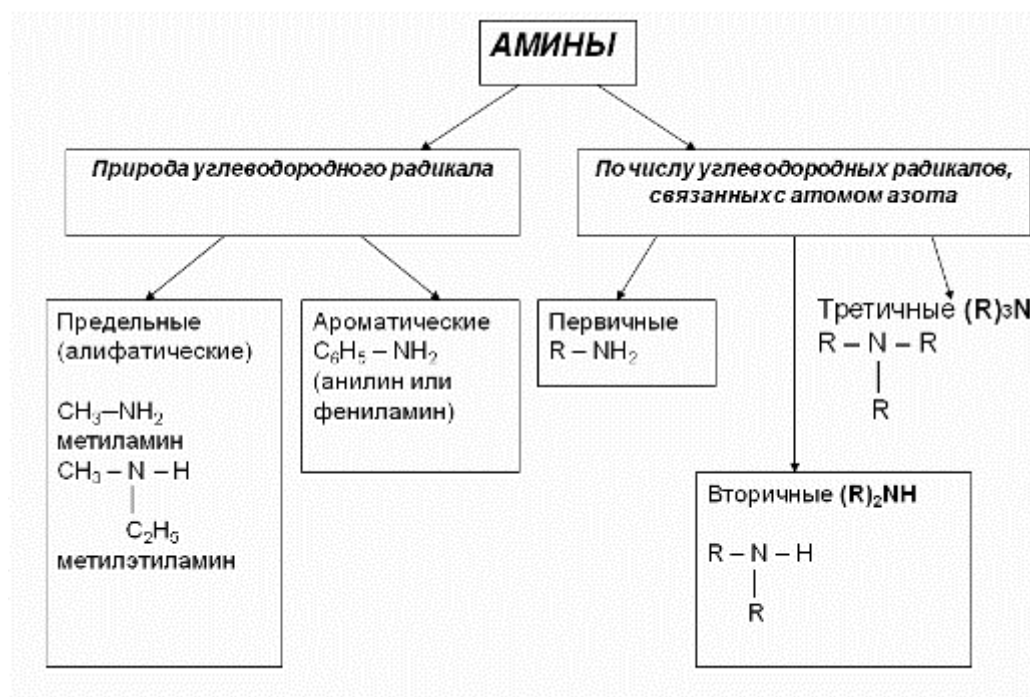 АМИНЫ
Природа углеводородного радикала
По числу углеводородных радикалов,
связанных с атомом азота
Предельные
(алифатические)
CH₃–NH₂
метиламин
CH₃ – N – H
|
C₂H₅
метилэтиламин
Ароматические
C₆H₅ – NH₂
(анилин или
фениламин)
Первичные
R – NH₂
Третичные (R)₃N
R – N – R
|
R
Вторичные (R)₂NH
R – N – H
|
R